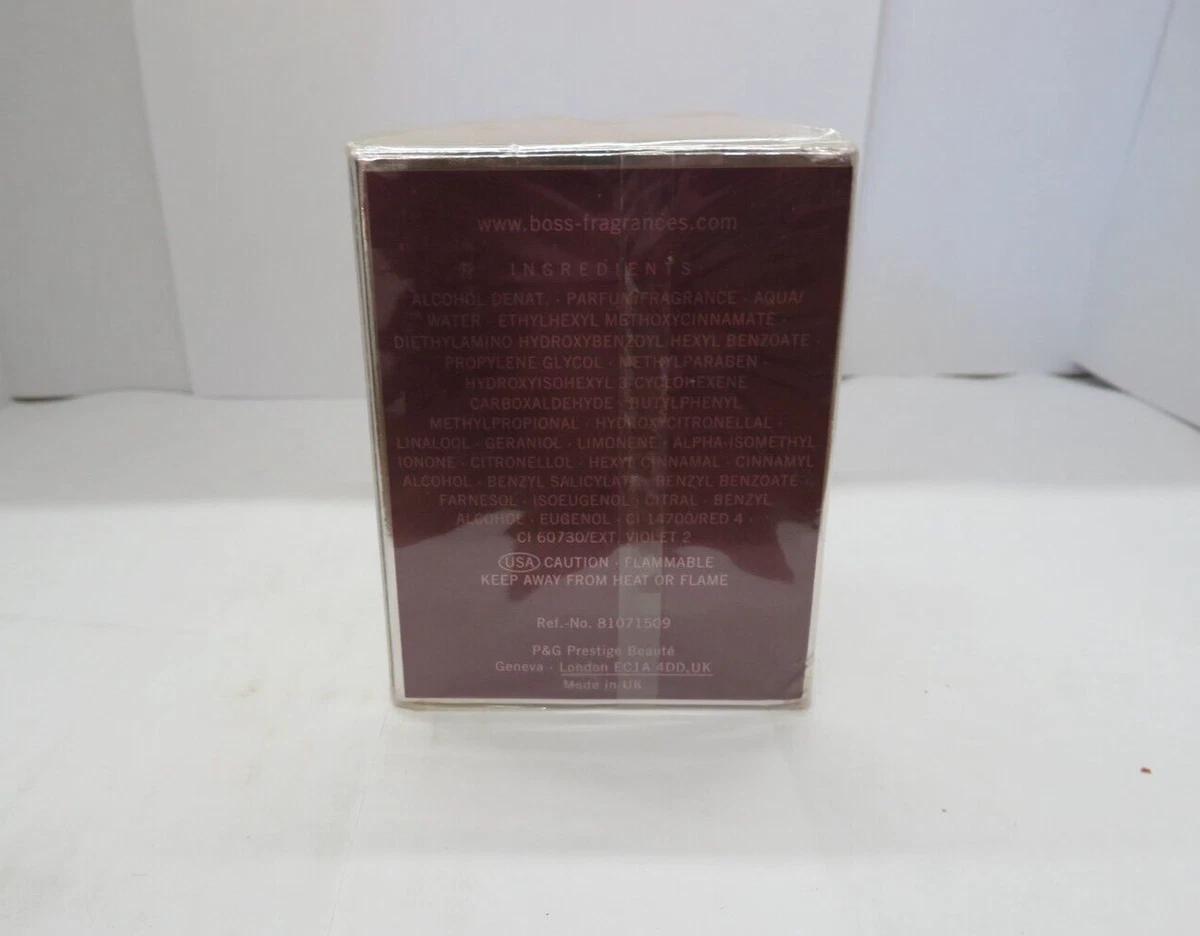 www.boss-fragrances.com
INGREDIENTS
ALCOHOL DENAT. · PARFUM/FRAGRANCE · AQUA/
WATER · ETHYLHEXYL METHOXYCINNAMATE ·
DIETHYLAMINO HYDROXYBENZOYL HEXYL BENZOATE ·
PROPYLENE GLYCOL · METHYLPARABEN ·
HYDROXYISOHEXYL 3-CYCLOHEXENE
CARBOXALDEHYDE · BUTYLPHENYL
METHYLPROPIONAL · HYDROXYCITRONELLAL ·
LINALOOL · GERANIOL · LIMONENE · ALPHA-ISOMETHYL
IONONE · CITRONELLOL · HEXYL CINNAMAL · CINNAMYL
ALCOHOL · BENZYL SALICYLATE · BENZYL BENZOATE ·
FARNESOL · ISOEUGENOL · CITRAL · BENZYL
ALCOHOL · EUGENOL · CI 14700/RED 4 ·
CI 60730/EXT. VIOLET 2
USA CAUTION · FLAMMABLE
KEEP AWAY FROM HEAT OR FLAME
Ref.-No. 81071509
P&G Prestige Beauté
Geneva · London EC1A 4DD, UK
Made in UK